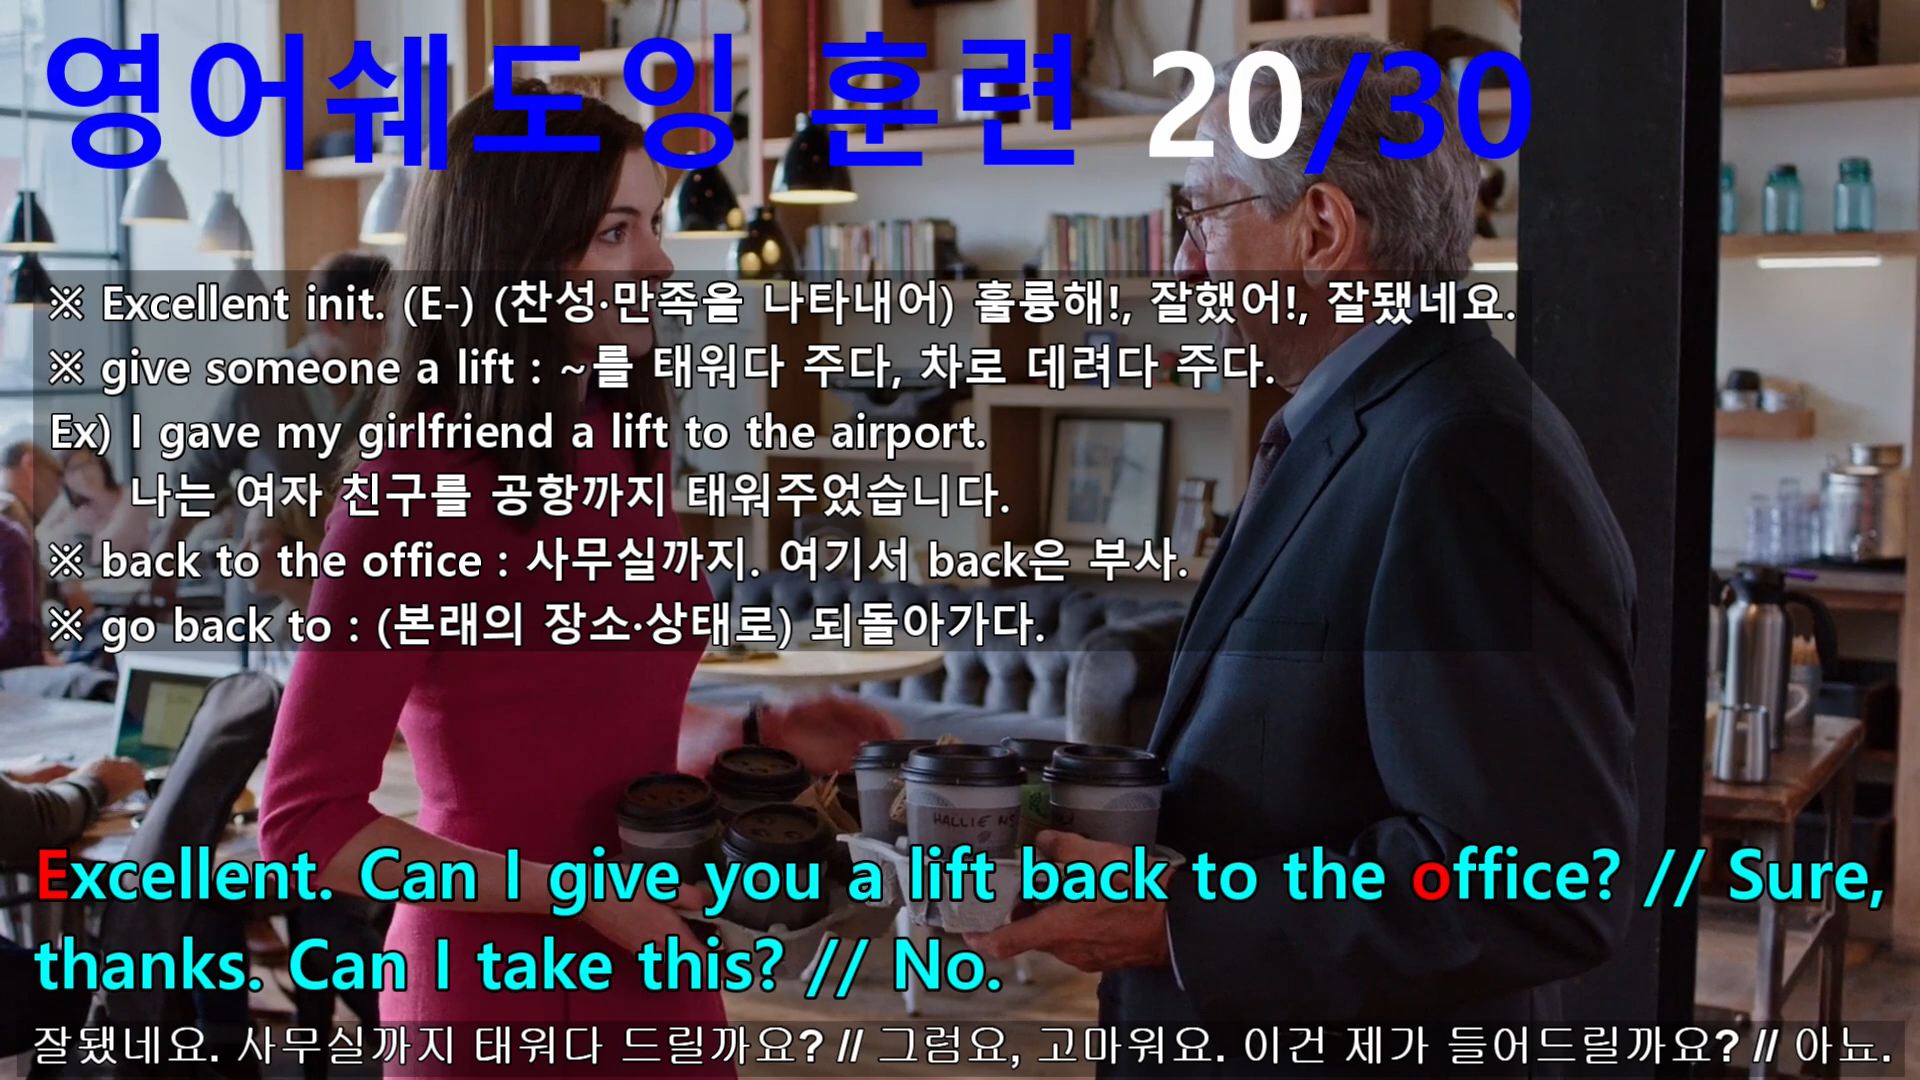 영어쉐도잉 훈련 20/30
※ Excellent init. (E-) (찬성·만족을 나타내어) 훌륭해!, 잘했어!, 잘됐네요.
※ give someone a lift : ~를 태워다 주다, 차로 데려다 주다.
Ex) I gave my girlfriend a lift to the airport.
나는 여자 친구를 공항까지 태워주었습니다.
※ back to the office : 사무실까지. 여기서 back은 부사.
※ go back to : (본래의 장소·상태로) 되돌아가다.
HALLIE
Excellent. Can I give you a lift back to the office? // Sure,
thanks. Can I take this? // No.
잘됐네요. 사무실까지 태워다 드릴까요? // 그럼요, 고마워요. 이건 제가 들어드릴까요? // 아뇨.